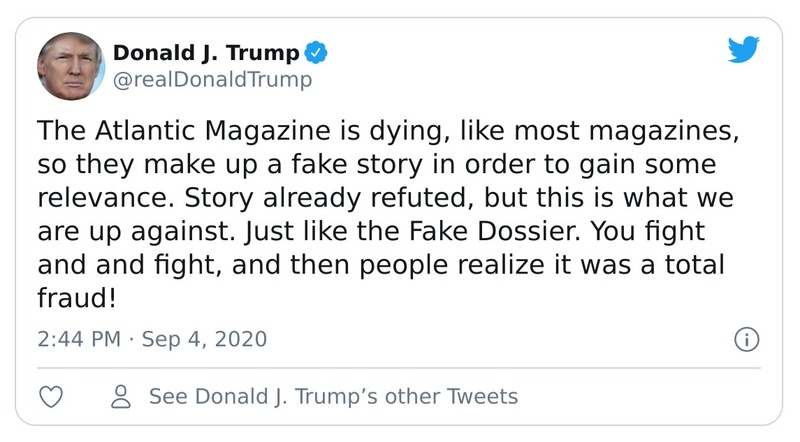 Donald J. Trump
@realDonaldTrump
The Atlantic Magazine is dying, like most magazines,
so they make up a fake story in order to gain some
relevance. Story already refuted, but this is what we
are up against. Just like the Fake Dossier. You fight
and and fight, and then people realize it was a total
fraud!
2:44 PM · Sep 4, 2020
See Donald J. Trump’s other Tweets